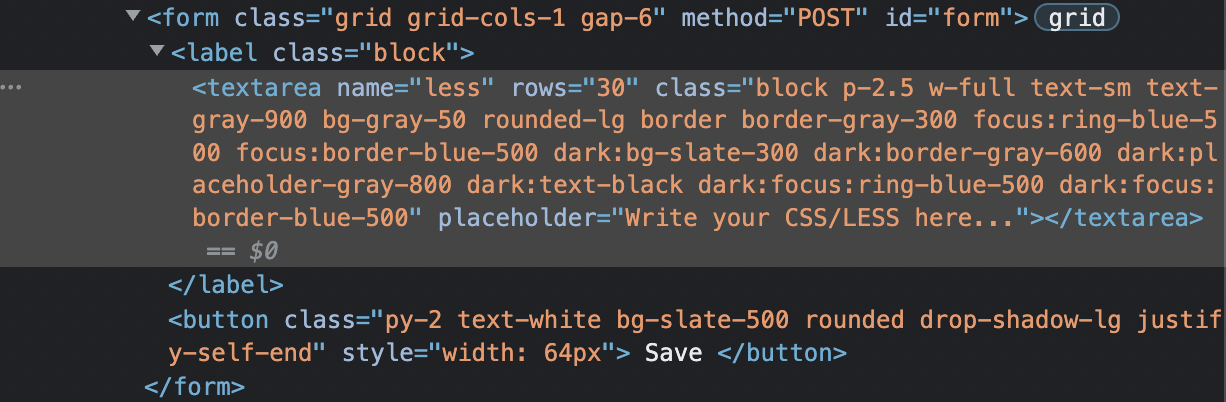 ▼<form class="grid grid-cols-1 gap-6" method="POST" id="form"> grid
▼<label class="block">
... <textarea name="less" rows="30" class="block p-2.5 w-full text-sm text-
gray-900 bg-gray-50 rounded-lg border border-gray-300 focus:ring-blue-5
00 focus:border-blue-500 dark:bg-slate-300 dark:border-gray-600 dark:pl
aceholder-gray-800 dark:text-black dark:focus:ring-blue-500 dark:focus:
border-blue-500" placeholder="Write your CSS/LESS here..."></textarea>
== $0
</label>
<button class="py-2 text-white bg-slate-500 rounded drop-shadow-lg justif
y-self-end" style="width: 64px"> Save </button>
</form>